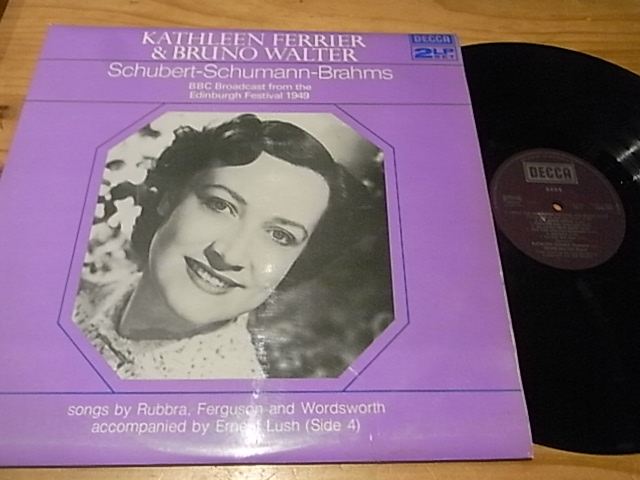 KATHLEEN FERRIER
& BRUNO WALTER
DECCA
2LP
SET
Schubert-Schumann-Brahms
BBC Broadcast from the
Edinburgh Festival 1949
songs by Rubbra, Ferguson and Wordsworth
accompanied by Ernest Lush (Side 4)
DECCA